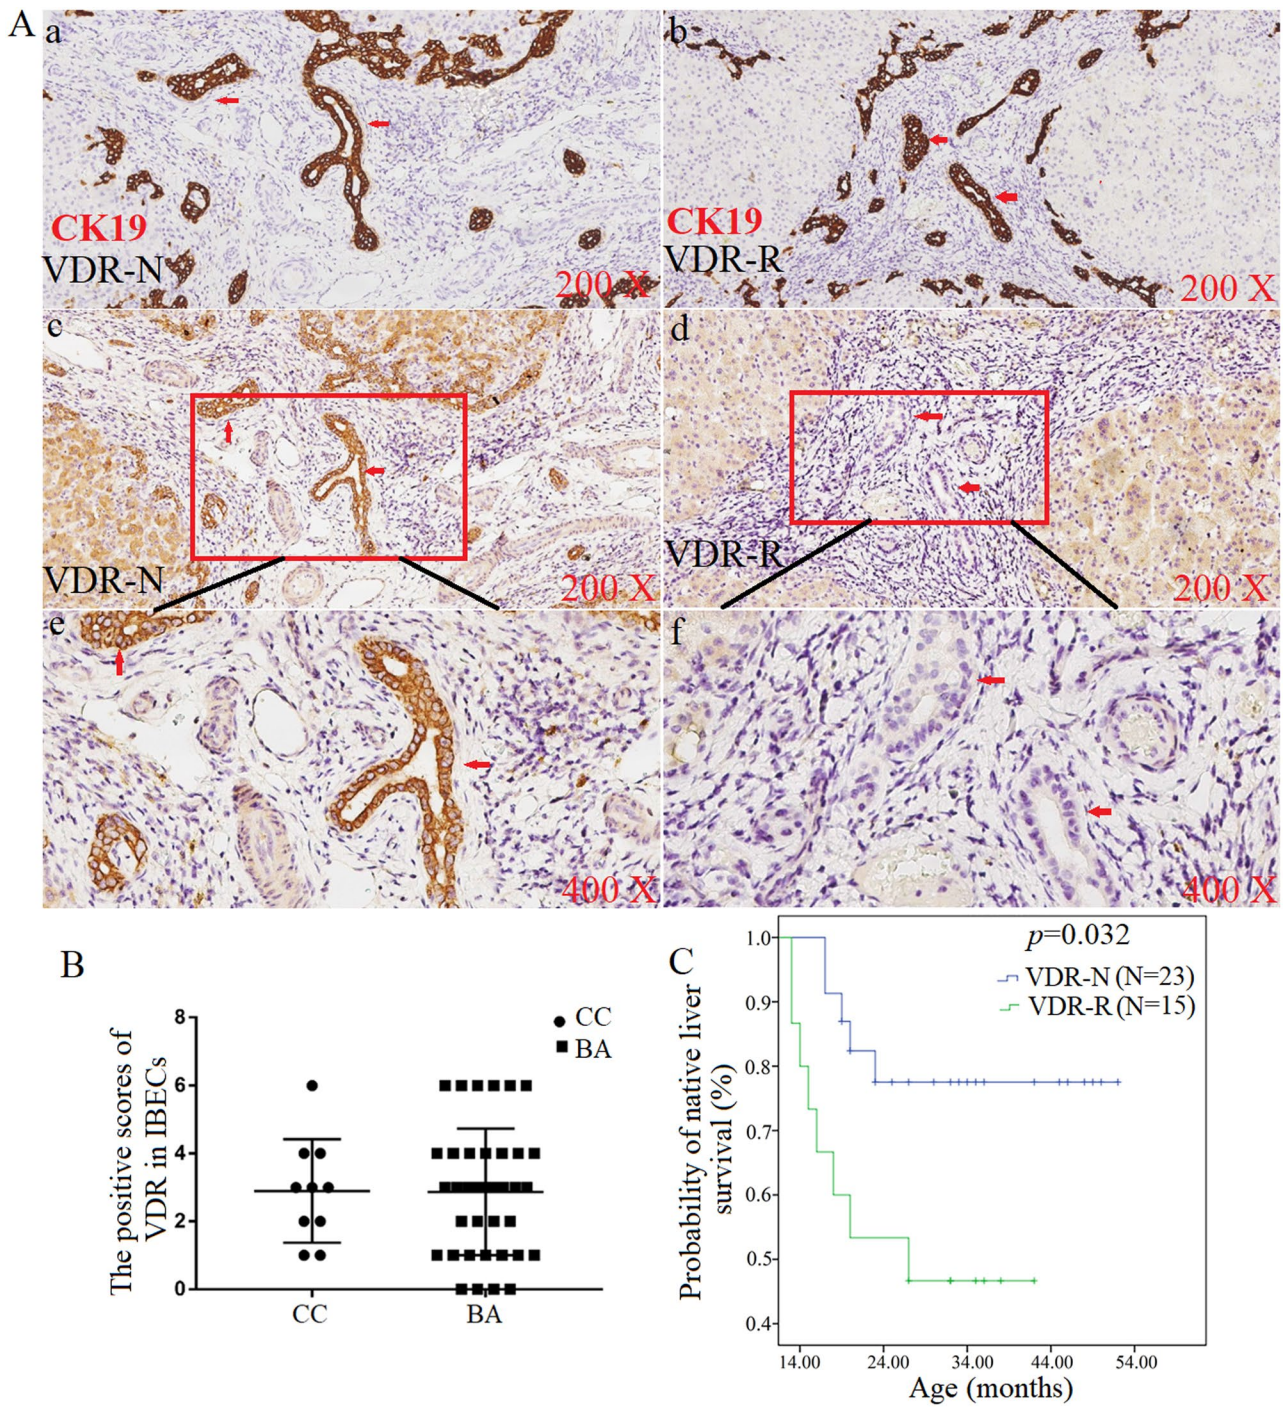 A
a
CK19
VDR-N
200 X
b
CK19
VDR-R
200 X
c
VDR-N
200 X
d
VDR-R
200 X
e
400 X
f
400 X
B
The positive scores of
VDR in IBECs
8
6
4
2
0
CC
BA
CC
BA
C
Probability of native liver
survival (%)
1.0
0.9
0.8
0.7
0.6
0.5
0.4
p=0.032
VDR-N (N=23)
VDR-R (N=15)
14.00 24.00 34.00 44.00 54.00
Age (months)